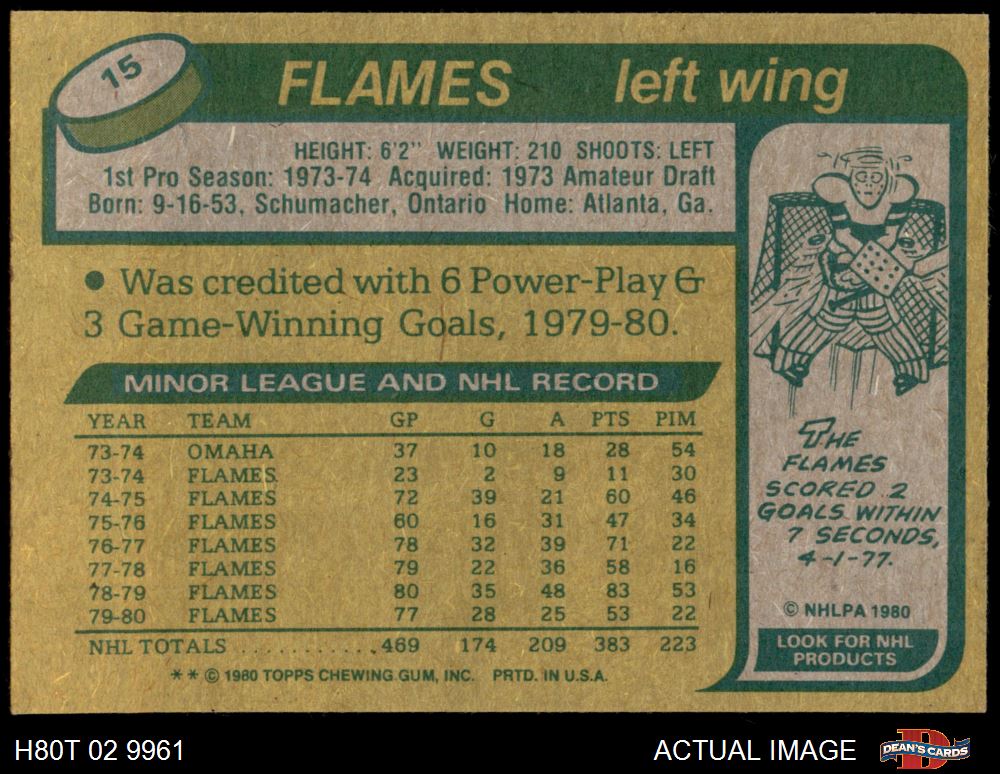 15
FLAMES left wing
HEIGHT: 6'2" WEIGHT: 210 SHOOTS: LEFT
1st Pro Season: 1973-74 Acquired: 1973 Amateur Draft
Born: 9-16-53, Schumacher, Ontario Home: Atlanta, Ga.
• Was credited with 6 Power-Play &
3 Game-Winning Goals, 1979-80.
MINOR LEAGUE AND NHL RECORD
YEAR TEAM GP G A PTS PIM
73-74 OMAHA 37 10 18 28 54
73-74 FLAMES 23 2 9 11 30
74-75 FLAMES 72 39 21 60 46
75-76 FLAMES 60 16 31 47 34
76-77 FLAMES 78 32 39 71 22
77-78 FLAMES 79 22 36 58 16
78-79 FLAMES 80 35 48 83 53
79-80 FLAMES 77 28 25 53 22
NHL TOTALS ............ 469 174 209 383 223
** © 1980 TOPPS CHEWING GUM, INC. PRTD. IN U.S.A.
THE
FLAMES
SCORED 2
GOALS WITHIN
7 SECONDS,
4-1-77.
© NHLPA 1980
LOOK FOR NHL
PRODUCTS
H80T 02 9961
ACTUAL IMAGE
D
DEAN'S CARDS